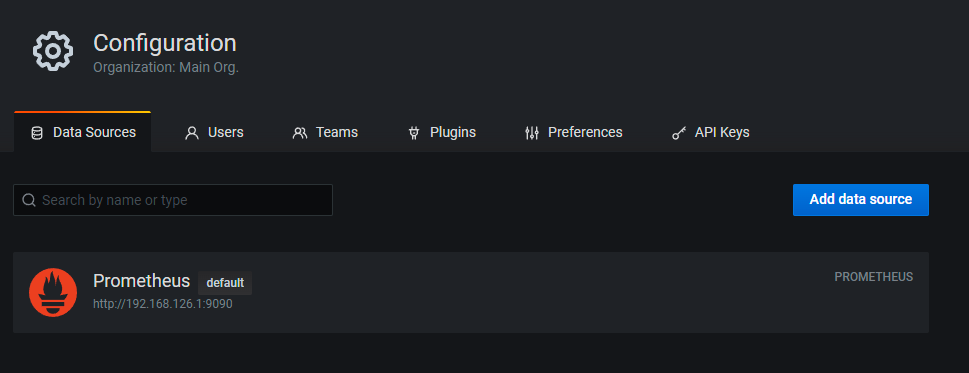 Configuration
Organization: Main Org.
Data Sources Users Teams Plugins Preferences API Keys
Search by name or type Add data source
Prometheus default PROMETHEUS
http://192.168.126.1:9090